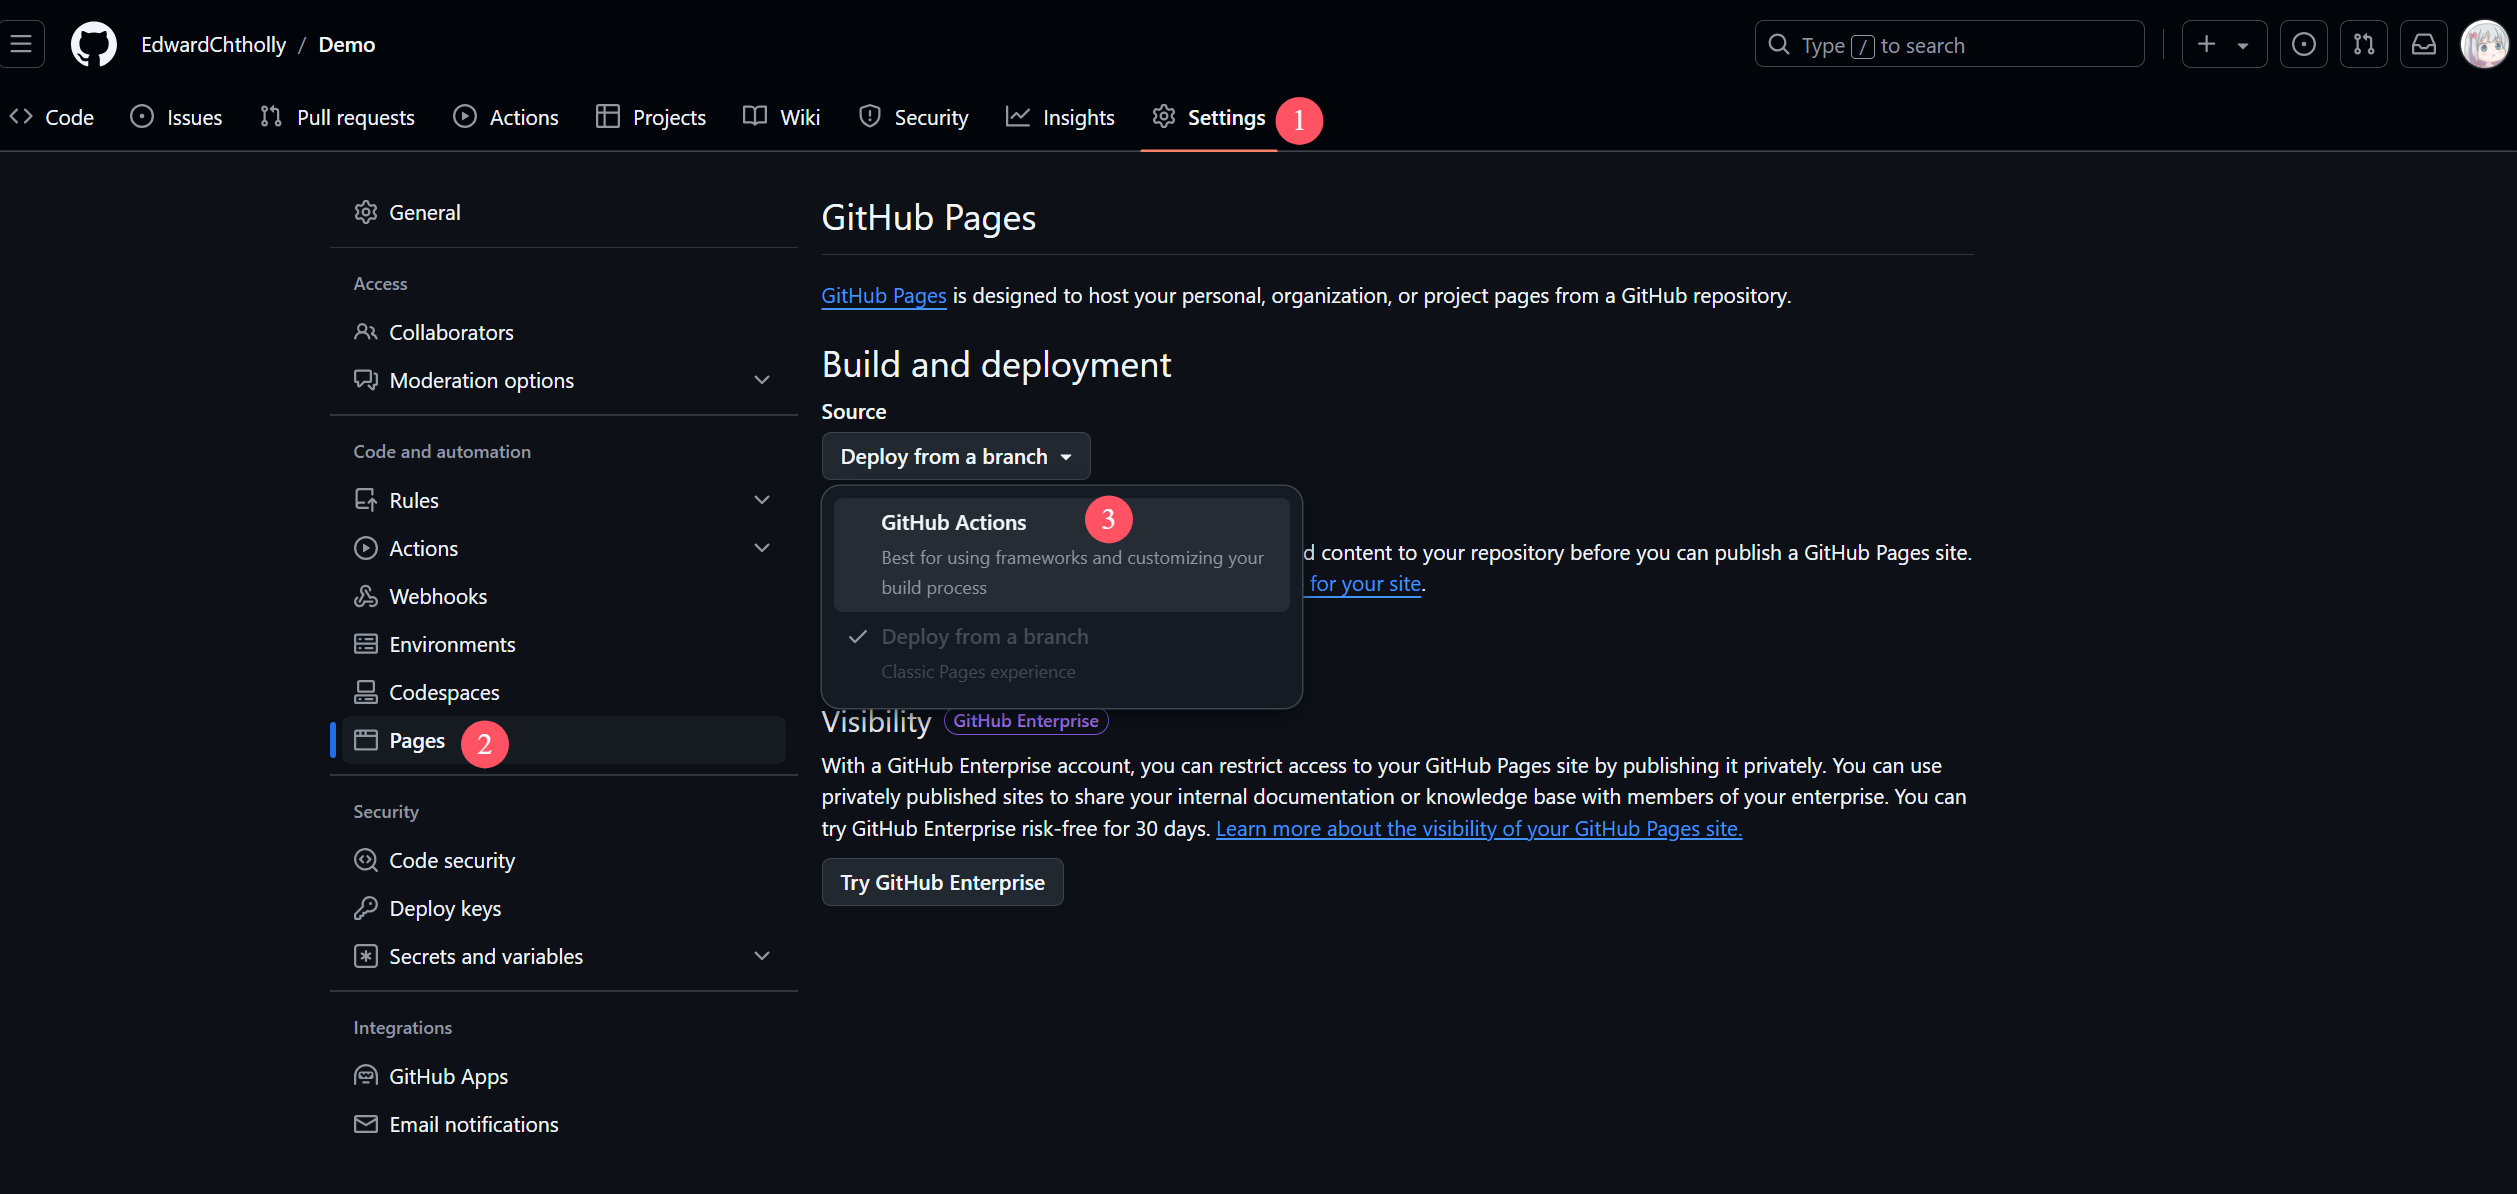 EdwardChtholly / Demo
Type / to search
Code
Issues
Pull requests
Actions
Projects
Wiki
Security
Insights
Settings
1
General
Access
Collaborators
Moderation options
Code and automation
Rules
Actions
Webhooks
Environments
Codespaces
Pages
2
Security
Code security
Deploy keys
Secrets and variables
Integrations
GitHub Apps
Email notifications
GitHub Pages
GitHub Pages is designed to host your personal, organization, or project pages from a GitHub repository.
Build and deployment
Source
Deploy from a branch
GitHub Actions
3
Best for using frameworks and customizing your
build process
Deploy from a branch
Classic Pages experience
d content to your repository before you can publish a GitHub Pages site.
for your site.
Visibility GitHub Enterprise
With a GitHub Enterprise account, you can restrict access to your GitHub Pages site by publishing it privately. You can use
privately published sites to share your internal documentation or knowledge base with members of your enterprise. You can
try GitHub Enterprise risk-free for 30 days. Learn more about the visibility of your GitHub Pages site.
Try GitHub Enterprise